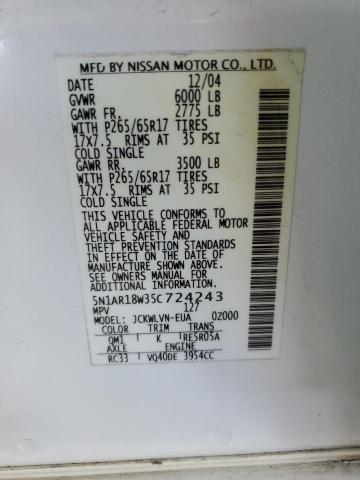 MFD BY NISSAN MOTOR CO., LTD.
DATE 12/04
GVWR 6000 LB
GAWR FR. 2775 LB
WITH P265/65R17 TIRES
17X7.5 RIMS AT 35 PSI
COLD SINGLE
GAWR RR. 3500 LB
WITH P265/65R17 TIRES
17X7.5 RIMS AT 35 PSI
COLD SINGLE
THIS VEHICLE CONFORMS TO
ALL APPLICABLE FEDERAL MOTOR
VEHICLE SAFETY AND
THEFT PREVENTION STANDARDS
IN EFFECT ON THE DATE OF
MANUFACTURE SHOWN ABOVE.
SEE OWNERS MANUAL FOR
ADDITIONAL INFORMATION.
5N1AR18W35C724243
MPV 127
MODEL: JCKWLVN-EUA 02000
COLOR TRIM TRANS
QM1 K RE5R05A
AXLE ENGINE
RC33 VQ40DE 3954CC